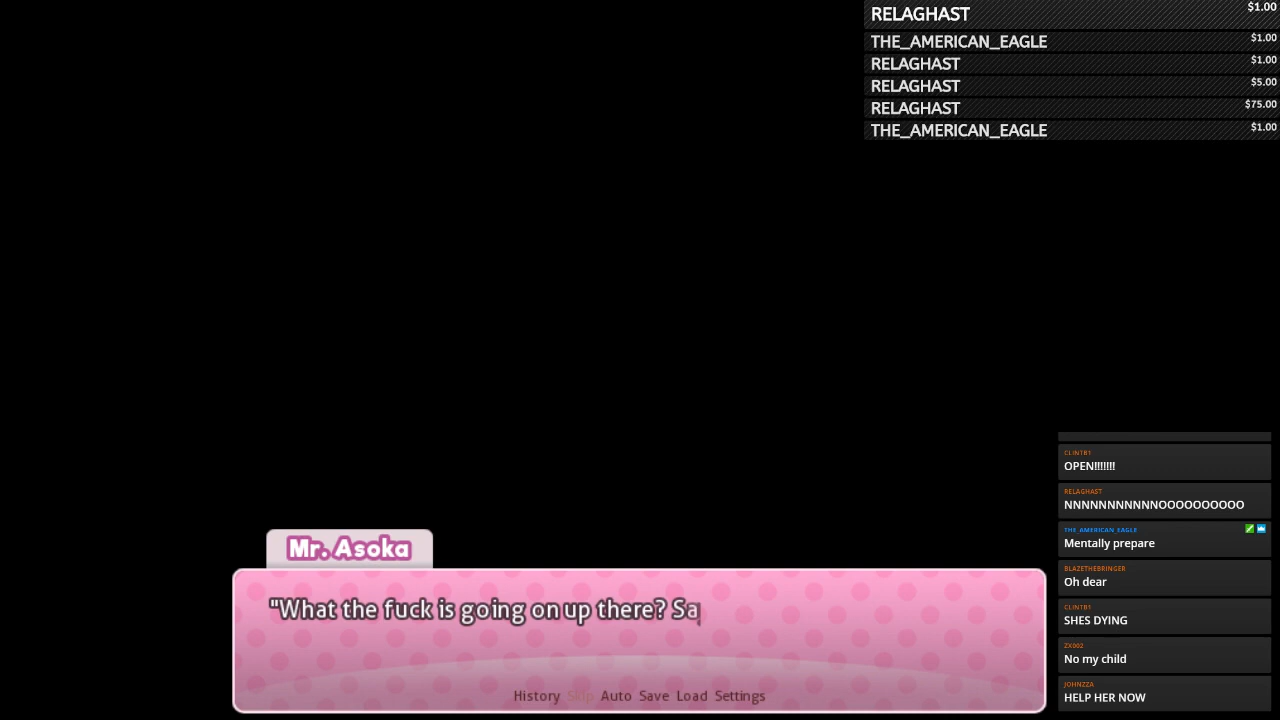 RELAGHAST $1.00
THE_AMERICAN_EAGLE $1.00
RELAGHAST $1.00
RELAGHAST $5.00
RELAGHAST $75.00
THE_AMERICAN_EAGLE $1.00
CLINTB1
OPEN!!!!!!!
RELAGHAST
NNNNNNNNNNNOOOOOOOOOO
THE_AMERICAN_EAGLE
Mentally prepare
BLAZETHEBRINGER
Oh dear
CLINTB1
SHES DYING
ZX002
No my child
JOHNZZA
HELP HER NOW
Mr. Asoka
"What the fuck is going on up there? Sa
History Skip Auto Save Load Settings